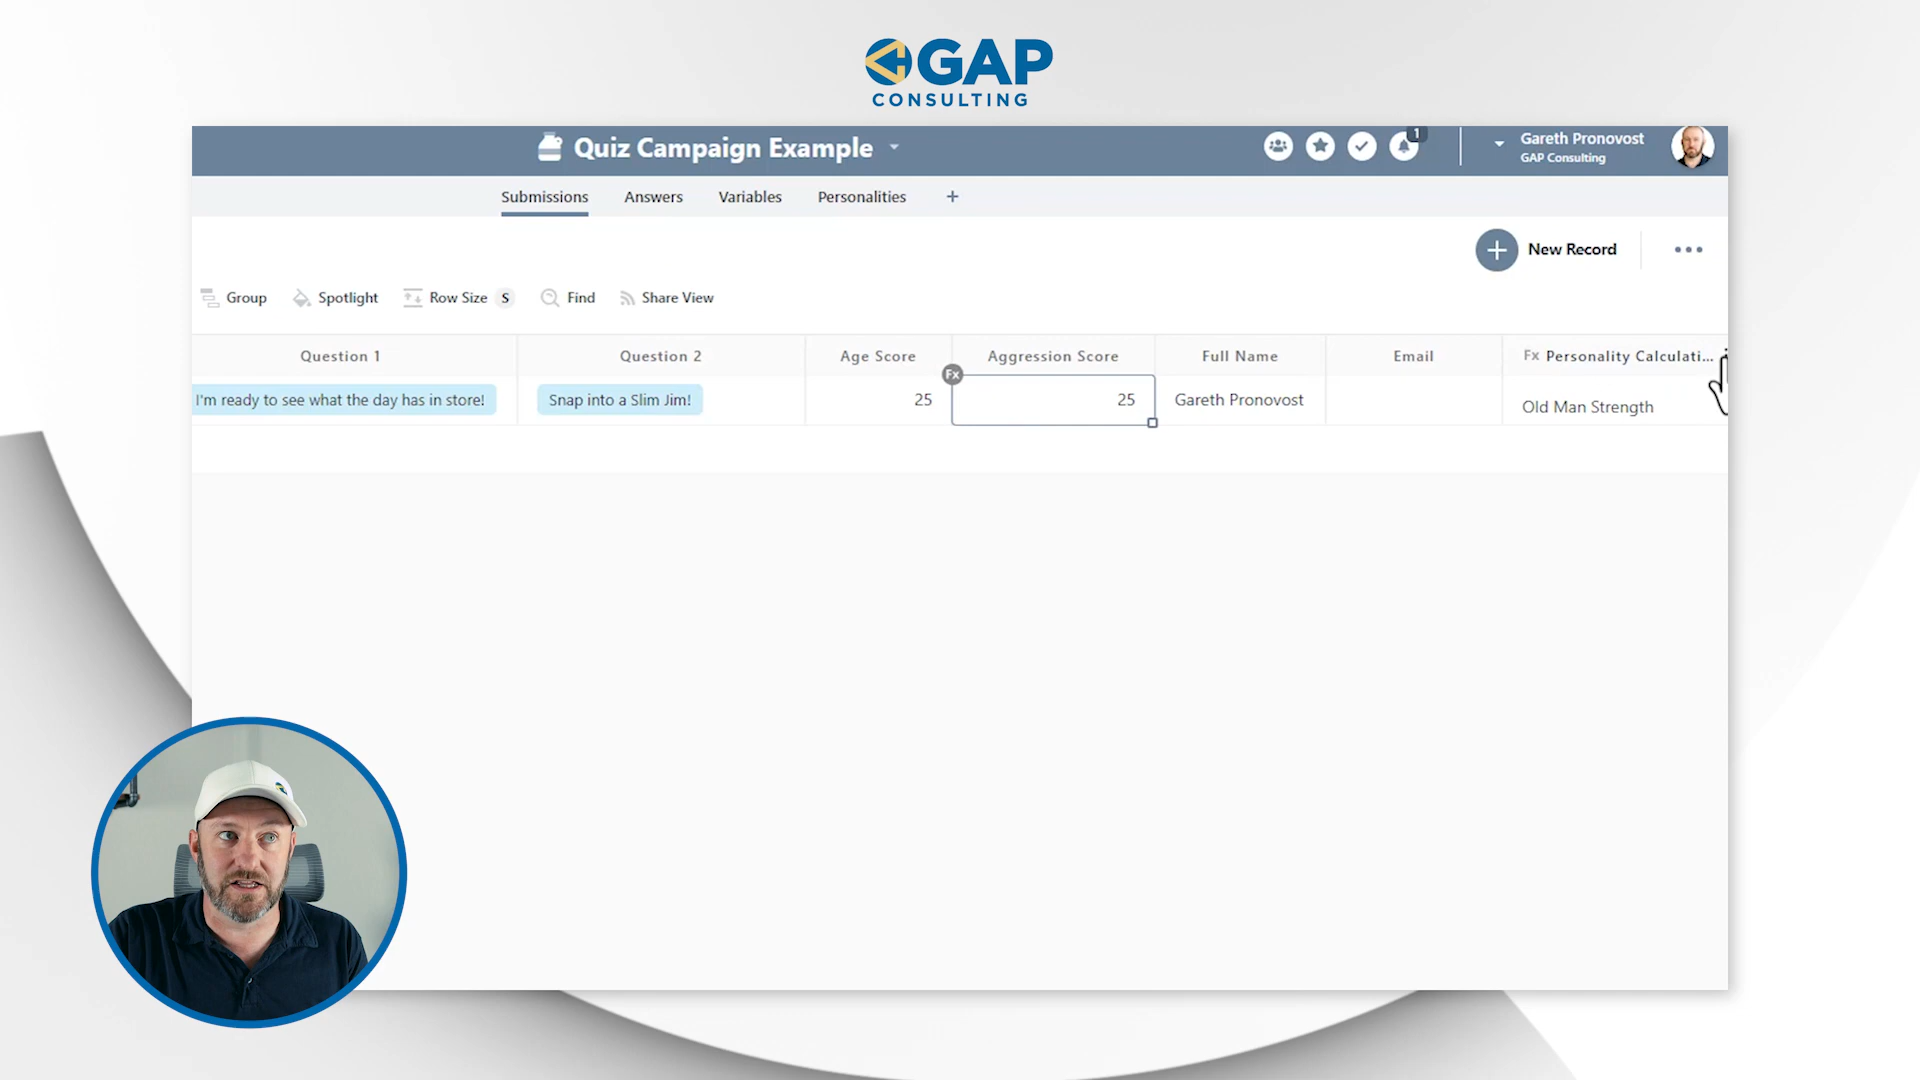 GAP
CONSULTING
Quiz Campaign Example
1
Gareth Pronovost
GAP Consulting
Submissions Answers Variables Personalities +
New Record
Group Spotlight Row Size S Find Share View
Question 1 Question 2 Age Score Aggression Score Full Name Email Fx Personality Calculati...
Fx
I'm ready to see what the day has in store! Snap into a Slim Jim! 25 25 Gareth Pronovost Old Man Strength